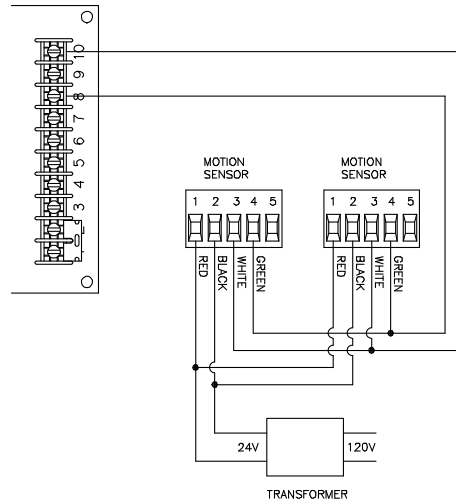 10
9
8
7
6
5
4
3
MOTION SENSOR
MOTION SENSOR
1 2 3 4 5
1 2 3 4 5
RED
BLACK
WHITE
GREEN
RED
BLACK
WHITE
GREEN
24V
120V
TRANSFORMER